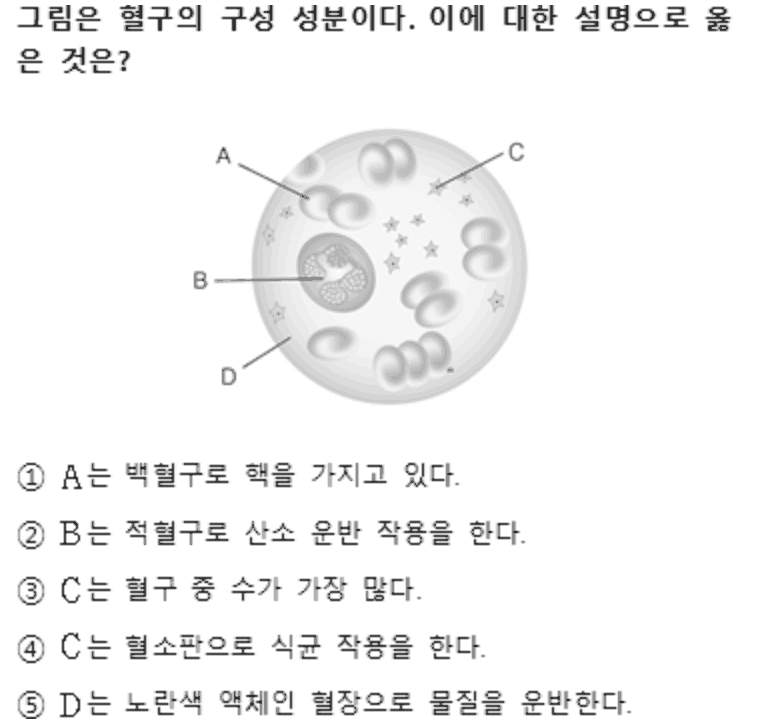 그림은 혈구의 구성 성분이다. 이에 대한 설명으로 옳
은 것은?
A
C
B
D
① A는 백혈구로 핵을 가지고 있다.
② B는 적혈구로 산소 운반 작용을 한다.
③ C는 혈구 중 수가 가장 많다.
④ C는 혈소판으로 식균 작용을 한다.
⑤ D는 노란색 액체인 혈장으로 물질을 운반한다.